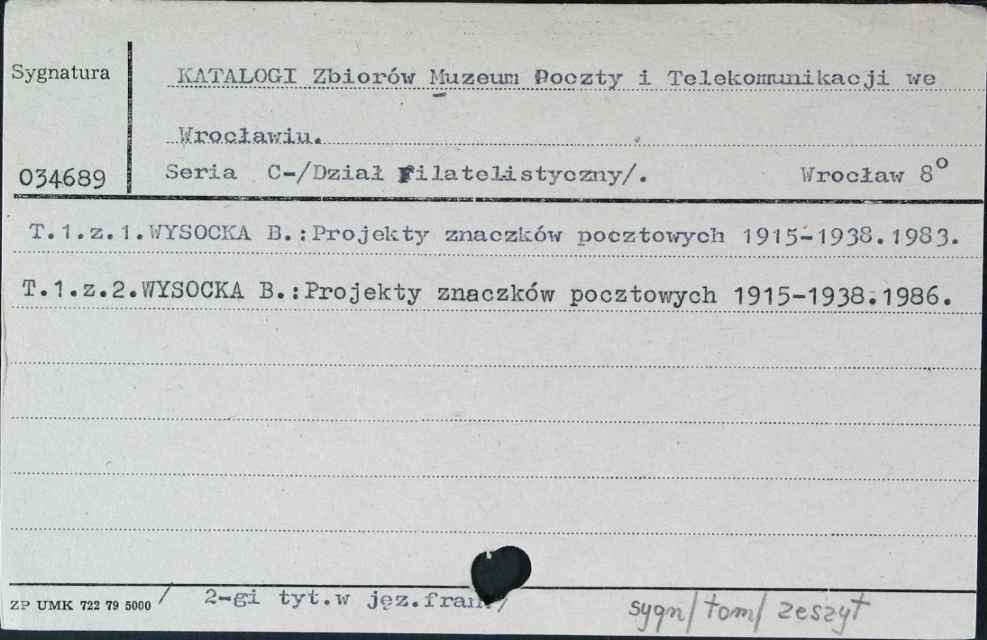 Sygnatura
KATALOGI Zbiorów Muzeum Poczty i Telekomunikacji we
Wrocławiu.
034689
Seria C-/Dział Filatelistyczny/. Wrocław 8°
T.1.z.1.WYSOCKA B.:Projekty znaczków pocztowych 1915-1938.1983.
T.1.z.2.WYSOCKA B.:Projekty znaczków pocztowych 1915-1938.1986.
ZP UMK 722 79 5000 / 2-gi tyt.w jęz.fran./
sygn/tom/zeszyt